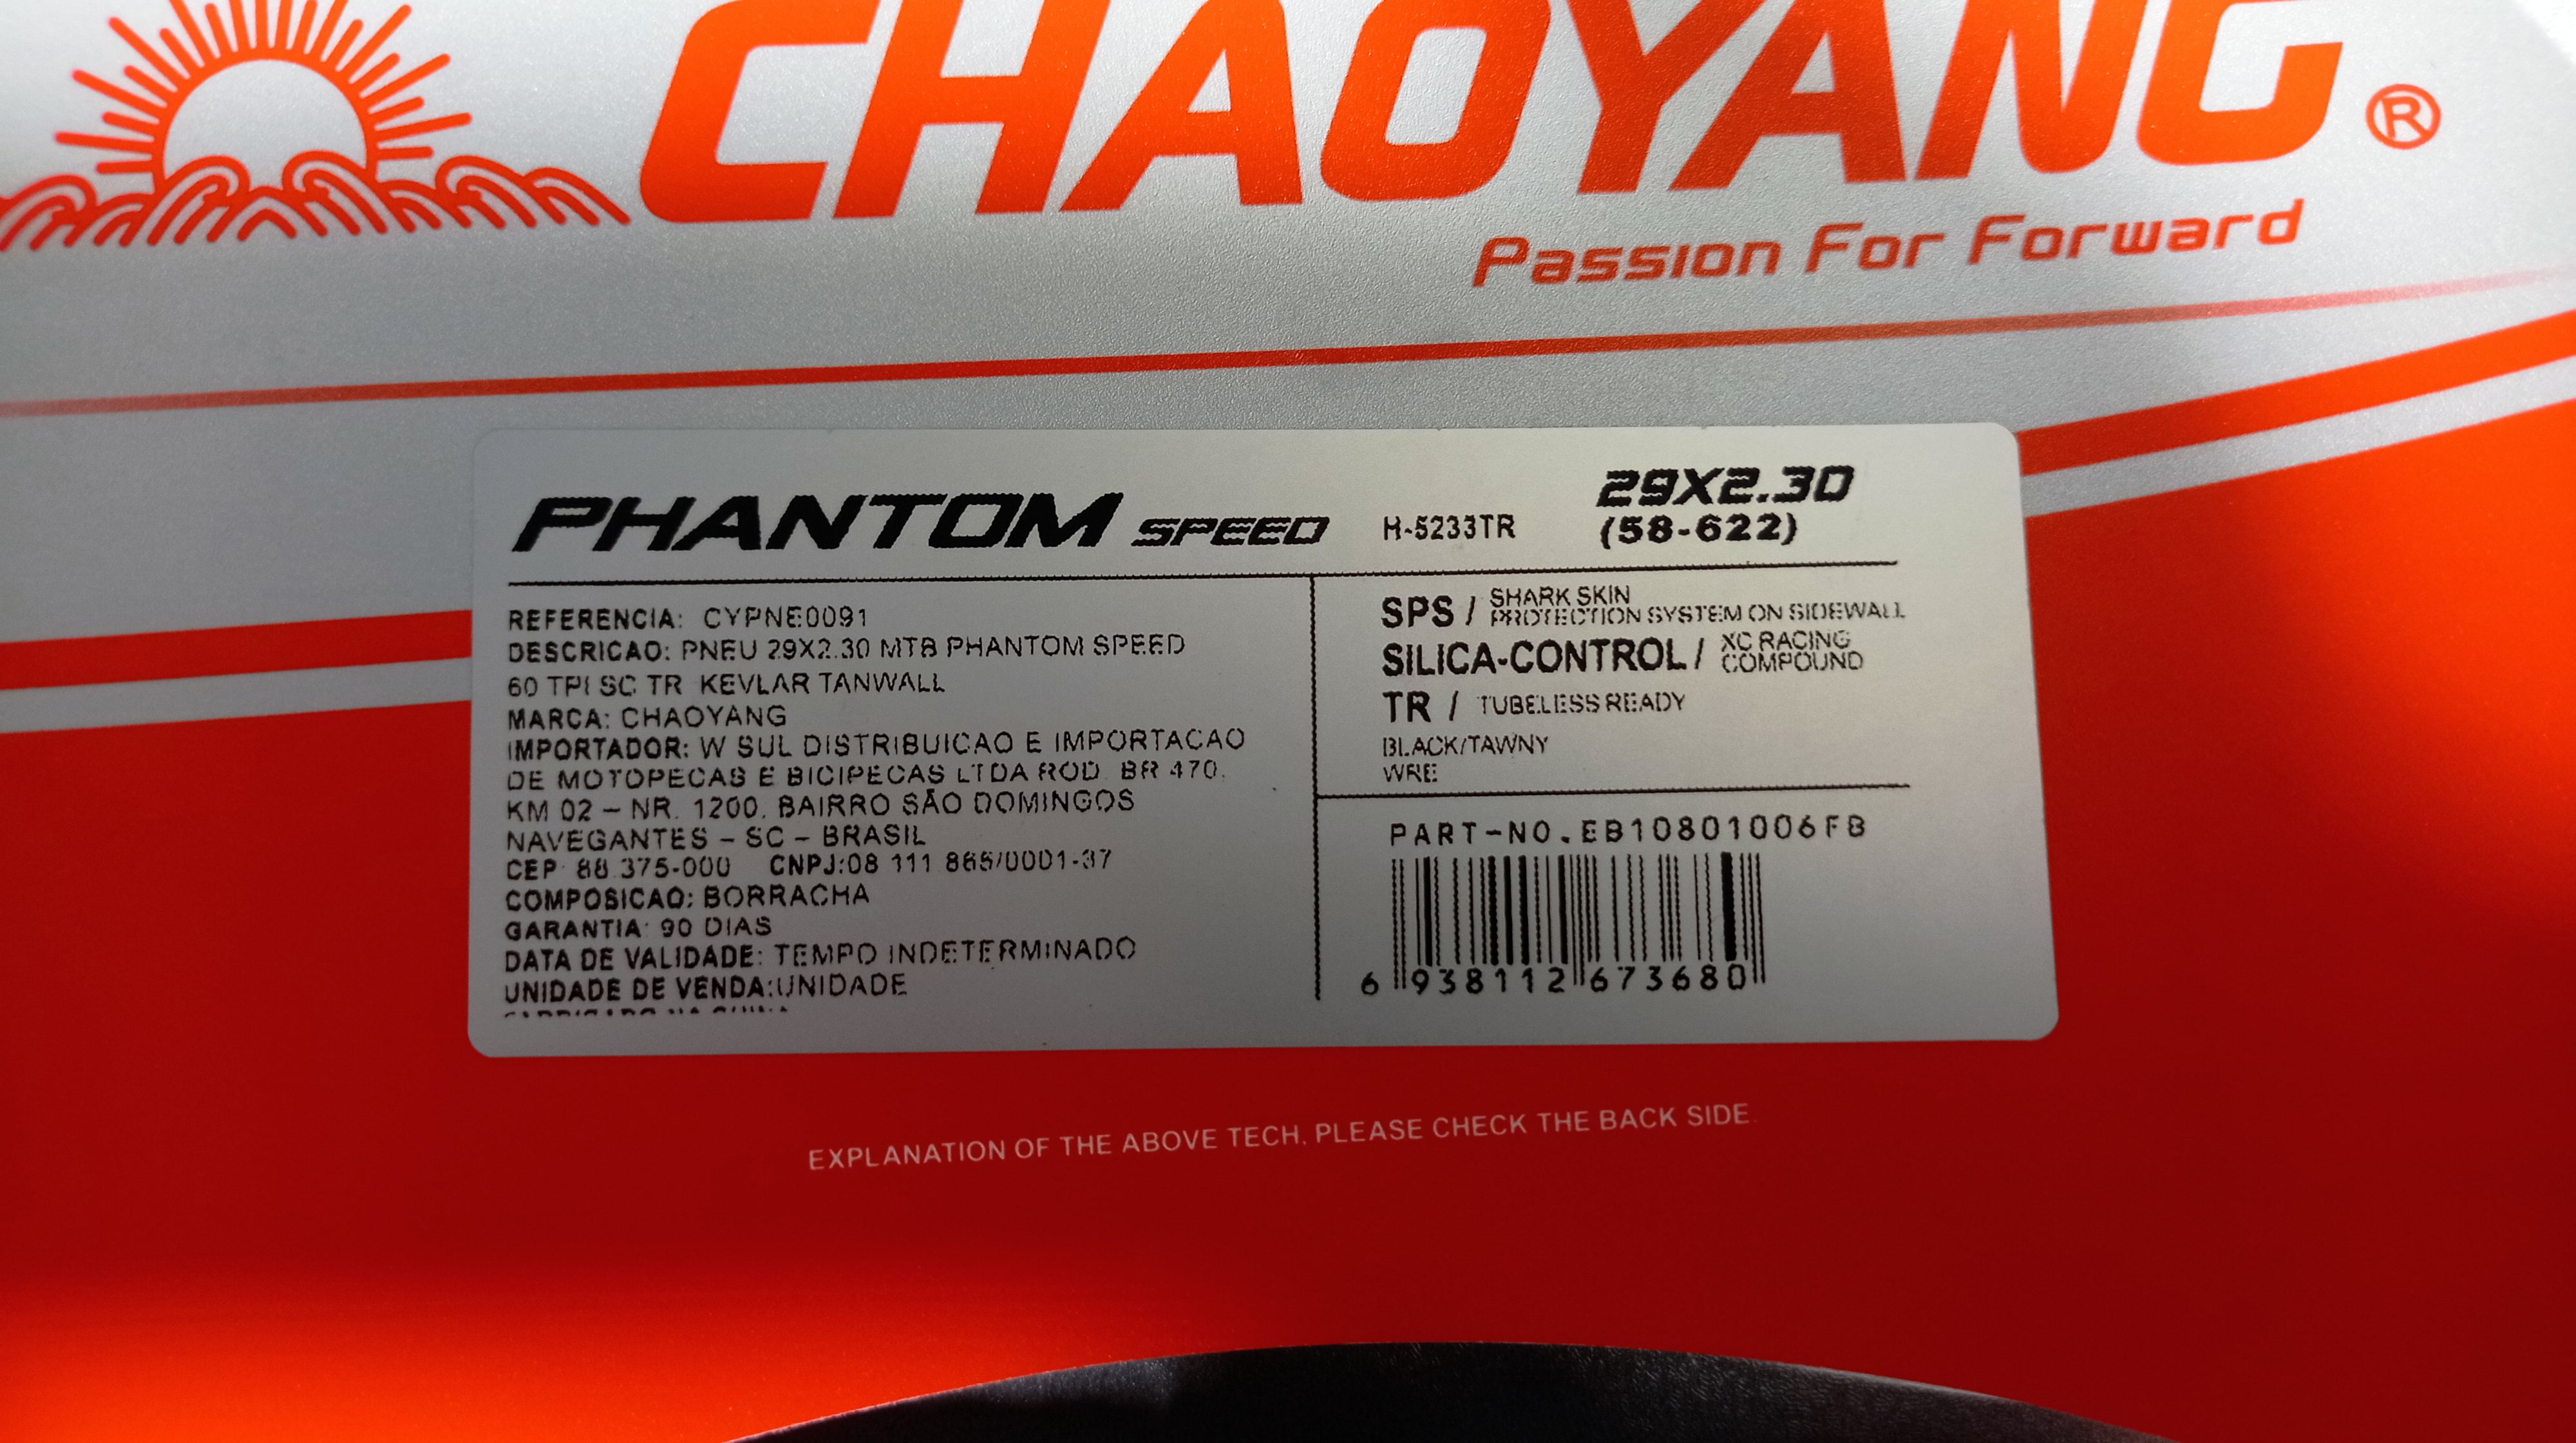 CHAOYANG®
Passion For Forward
PHANTOM SPEED H-5233TR 29X2.30
(58-622)
REFERENCIA: CYPNE0091
DESCRICAO: PNEU 29X2.30 MTB PHANTOM SPEED
60 TPI SC TR KEVLAR TANWALL
MARCA: CHAOYANG
IMPORTADOR: W SUL DISTRIBUICAO E IMPORTACAO
DE MOTOPECAS E BICIPECAS LTDA ROD. BR 470.
KM 02 – NR. 1200. BAIRRO SÃO DOMINGOS
NAVEGANTES – SC – BRASIL
CEP: 88.375-000 CNPJ:08 111 865/0001-37
COMPOSICAO: BORRACHA
GARANTIA: 90 DIAS
DATA DE VALIDADE: TEMPO INDETERMINADO
UNIDADE DE VENDA:UNIDADE
SPS / SHARK SKIN
PROTECTION SYSTEM ON SIDEWALL
SILICA-CONTROL / XC RACING
COMPOUND
TR / TUBELESS READY
BLACK/TAWNY
WRE
PART-NO.EB10801006FB
6 938112 673680
EXPLANATION OF THE ABOVE TECH, PLEASE CHECK THE BACK SIDE.